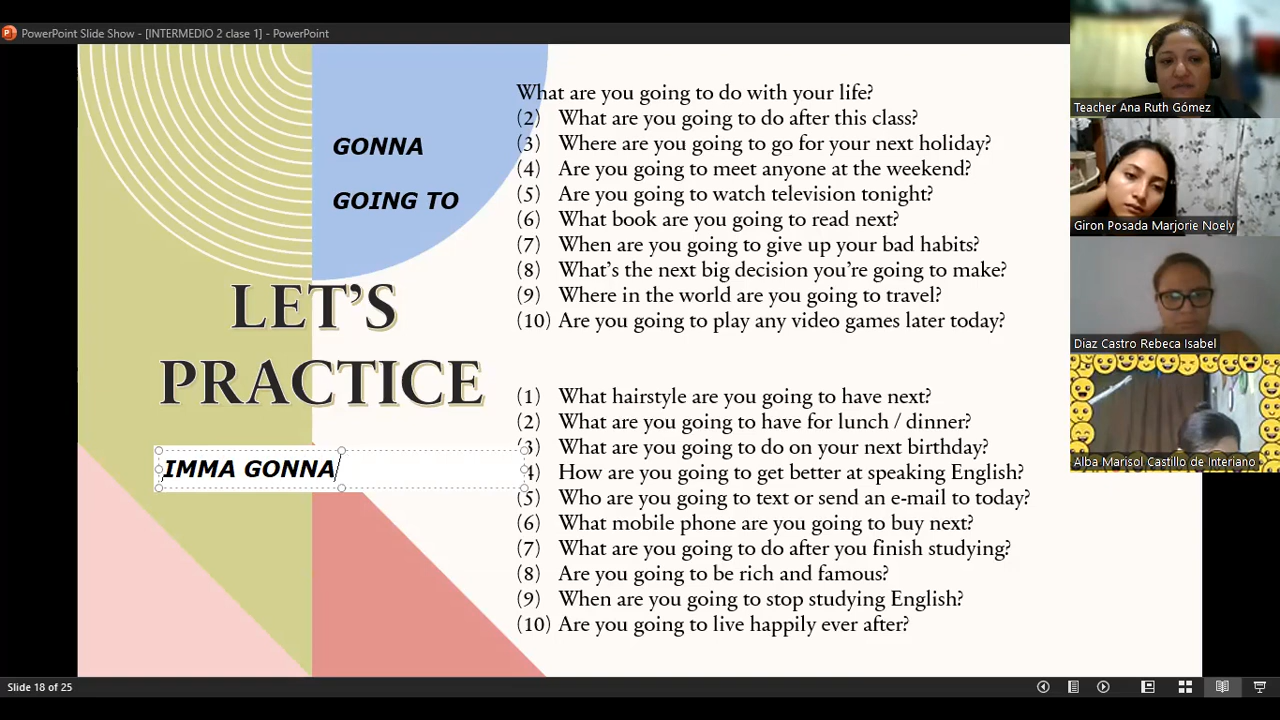 PowerPoint Slide Show - [INTERMEDIO 2 clase 1] - PowerPoint
GONNA
GOING TO
LET'S
PRACTICE
IMMA GONNA
What are you going to do with your life?
(2) What are you going to do after this class?
(3) Where are you going to go for your next holiday?
(4) Are you going to meet anyone at the weekend?
(5) Are you going to watch television tonight?
(6) What book are you going to read next?
(7) When are you going to give up your bad habits?
(8) What’s the next big decision you’re going to make?
(9) Where in the world are you going to travel?
(10) Are you going to play any video games later today?
(1) What hairstyle are you going to have next?
(2) What are you going to have for lunch / dinner?
(3) What are you going to do on your next birthday?
4) How are you going to get better at speaking English?
(5) Who are you going to text or send an e-mail to today?
(6) What mobile phone are you going to buy next?
(7) What are you going to do after you finish studying?
(8) Are you going to be rich and famous?
(9) When are you going to stop studying English?
(10) Are you going to live happily ever after?
Teacher Ana Ruth Gómez
Giron Posada Marjorie Noely
Diaz Castro Rebeca Isabel
Alba Marisol Castillo de Interiano
Slide 18 of 25